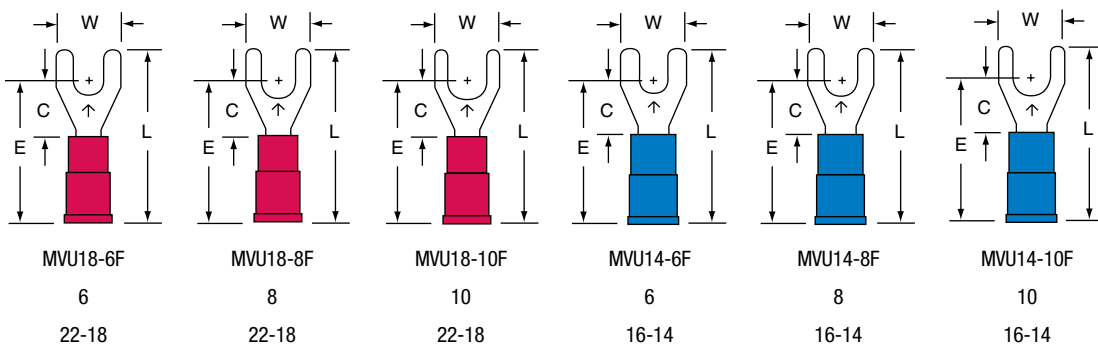 W W W W W W
C C C C C C
E L E L E L E L E L E L
MVU18-6F MVU18-8F MVU18-10F MVU14-6F MVU14-8F MVU14-10F
6 8 10 6 8 10
22-18 22-18 22-18 16-14 16-14 16-14